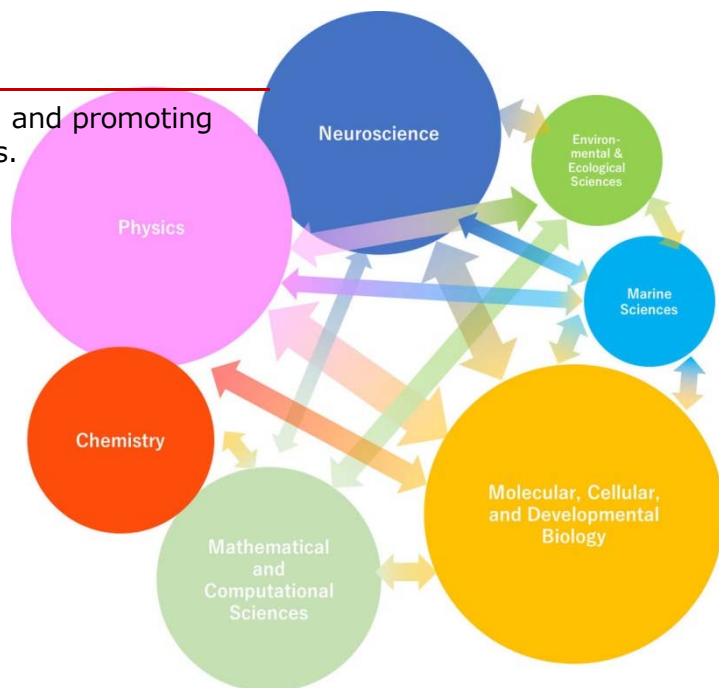 and promoting
s.
Neuroscience
Environ-
mental &
Ecological
Sciences
Physics
Marine
Sciences
Chemistry
Molecular, Cellular,
and Developmental
Biology
Mathematical
and
Computational
Sciences